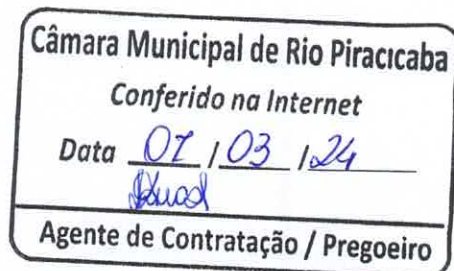 Câmara Municipal de Rio Piracicaba
Conferido na Internet
Data 07 / 03 / 24
Agente de Contratação / Pregoeiro